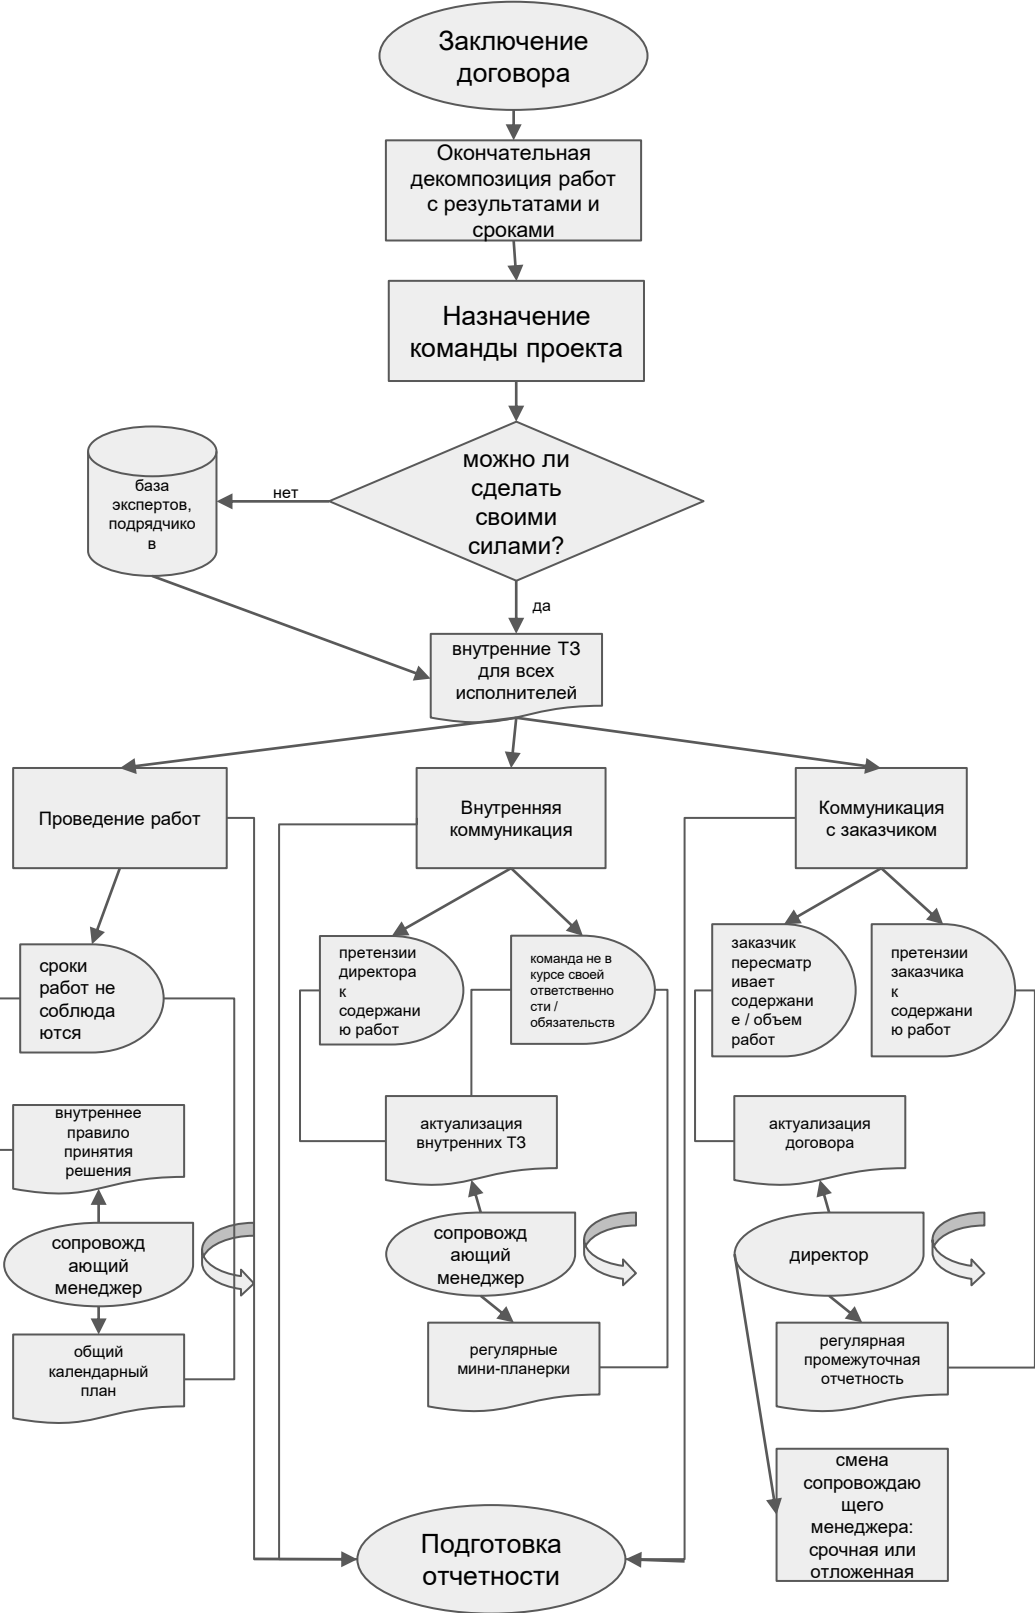 Заключение
договора
Окончательная
декомпозиция работ
с результатами и
сроками
Назначение
команды проекта
можно ли
сделать
своими
силами?
нет
база
экспертов,
подрядчико
в
да
внутренние ТЗ
для всех
исполнителей
Проведение работ
Внутренняя
коммуникация
Коммуникация
с заказчиком
сроки
работ не
соблюда
ются
претензии
директора
к
содержани
ю работ
команда не в
курсе своей
ответственно
сти /
обязательств
заказчик
пересматр
ивает
содержани
е / объем
работ
претензии
заказчика
к
содержани
ю работ
внутреннее
правило
принятия
решения
актуализация
внутренних ТЗ
актуализация
договора
сопровожд
ающий
менеджер
сопровожд
ающий
менеджер
директор
общий
календарный
план
регулярные
мини-планерки
регулярная
промежуточная
отчетность
смена
сопровождаю
щего
менеджера:
срочная или
отложенная
Подготовка
отчетности